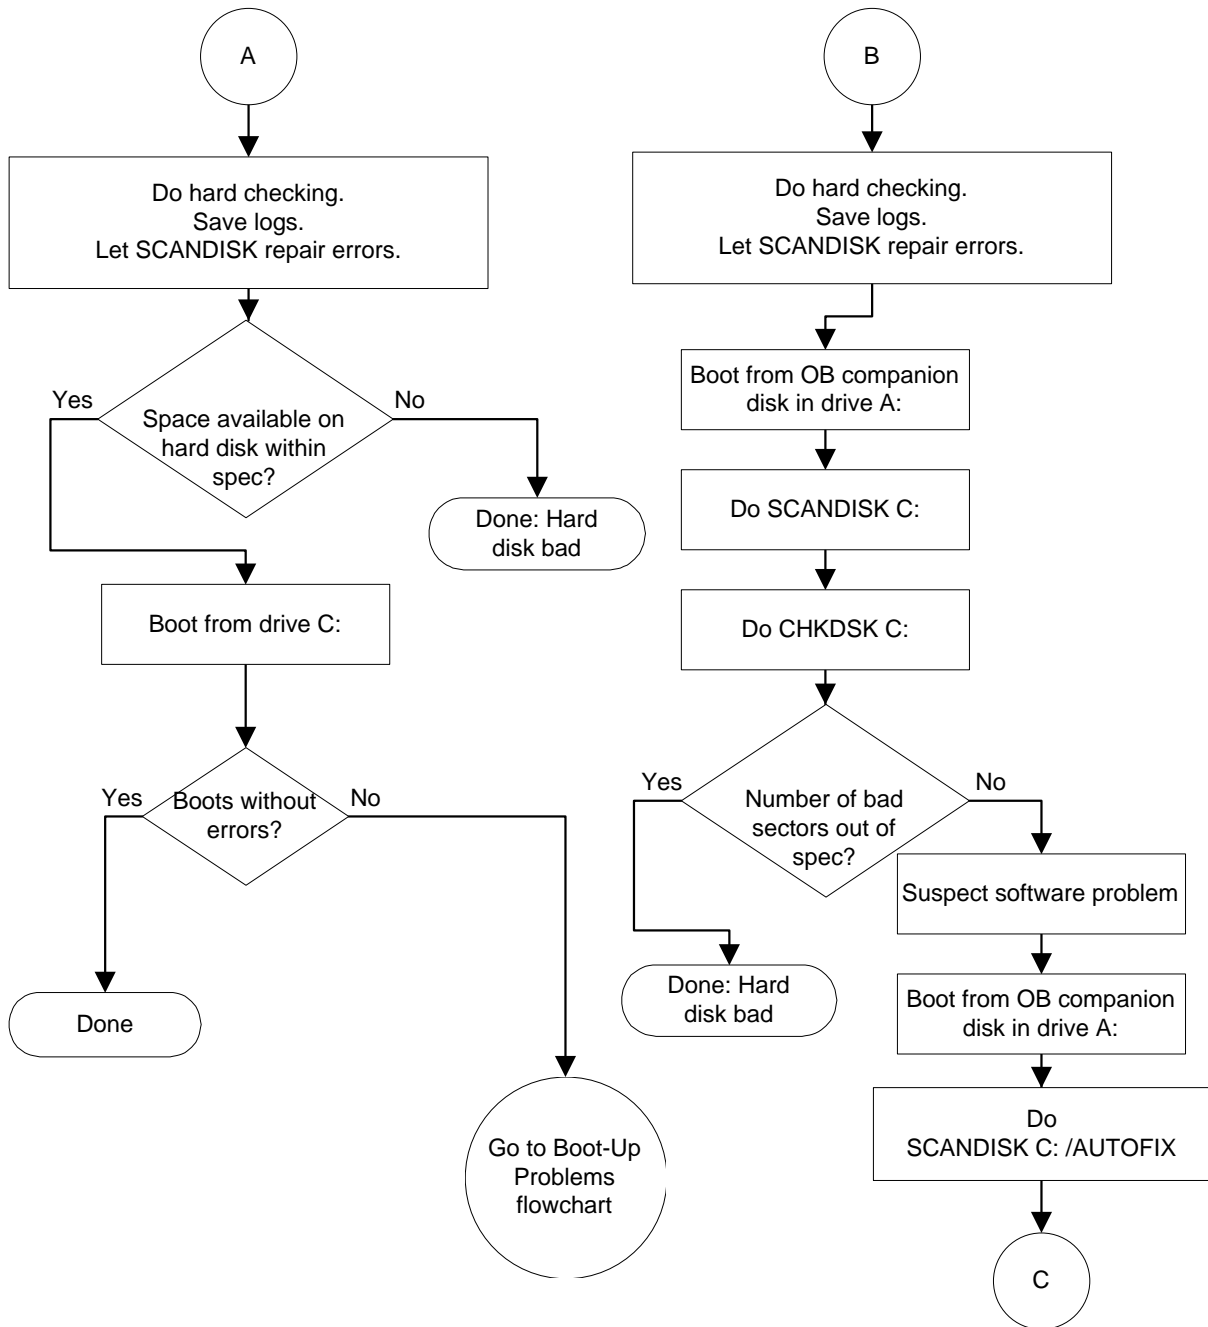 A
Do hard checking.
Save logs.
Let SCANDISK repair errors.
Yes
No
Space available on
hard disk within
spec?
Done: Hard
disk bad
Boot from drive C:
Yes
Boots without
errors?
No
Done
Go to Boot-Up
Problems
flowchart
B
Do hard checking.
Save logs.
Let SCANDISK repair errors.
Boot from OB companion
disk in drive A:
Do SCANDISK C:
Do CHKDSK C:
Yes
No
Number of bad
sectors out of
spec?
Suspect software problem
Done: Hard
disk bad
Boot from OB companion
disk in drive A:
Do
SCANDISK C: /AUTOFIX
C